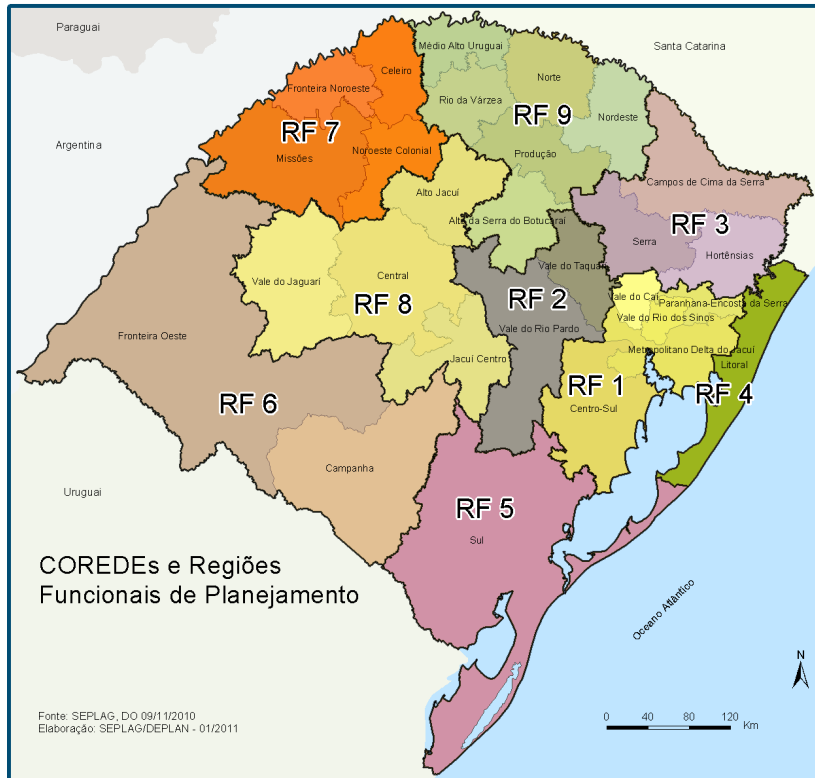 Paraguai
Santa Catarina
Médio Alto Uruguai
Celeiro
Norte
Fronteira Noroeste
Rio da Várzea
RF 9
Nordeste
RF 7
Argentina
Noroeste Colonial
Produção
Missões
Alto Jacuí
Campos de Cima da Serra
Alto da Serra do Botucaraí
RF 3
Serra
Hortênsias
Vale do Taquari
Vale do Jaguari
Central
RF 2
Vale do Caí
Paranhana-Encosta da Serra
RF 8
Vale do Rio dos Sinos
Vale do Rio Pardo
Fronteira Oeste
Metropolitano Delta do Jacuí
Jacuí Centro
Litoral
RF 1
RF 4
RF 6
Centro-Sul
Campanha
Uruguai
RF 5
Sul
COREDEs e Regiões
Funcionais de Planejamento
Oceano Atlântico
N
Fonte: SEPLAG, DO 09/11/2010
Elaboração: SEPLAG/DEPLAN - 01/2011
0 40 80 120
Km